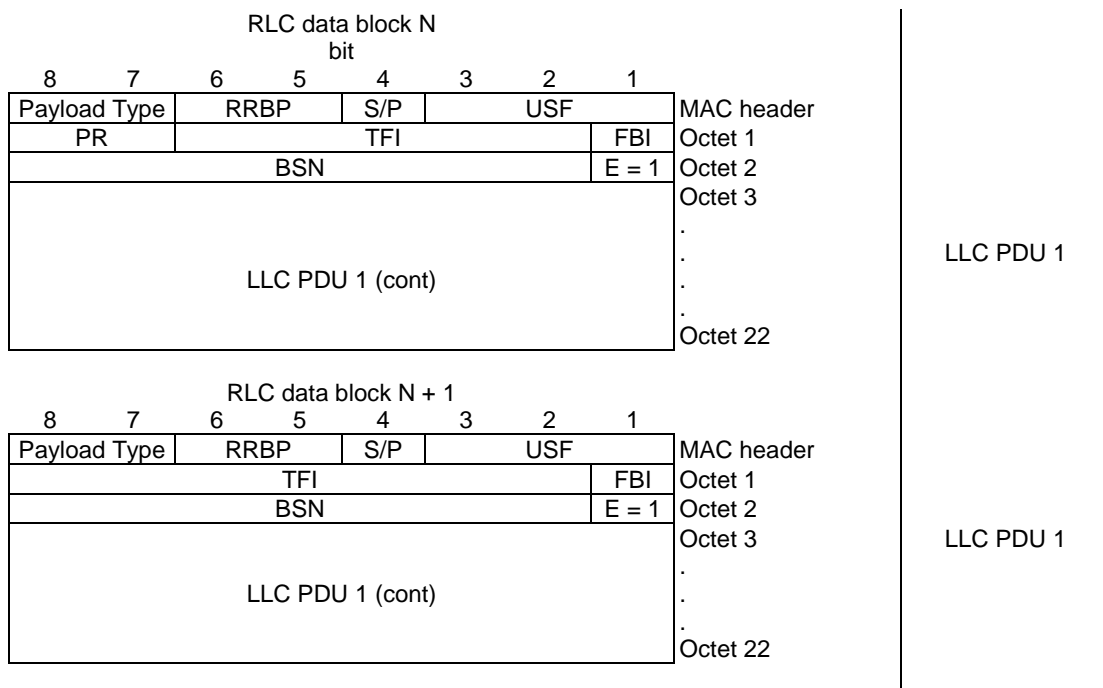 RLC data block N
bit
8 7 6 5 4 3 2 1
Payload Type RRBP S/P USF MAC header
PR TFI FBI Octet 1
BSN E = 1 Octet 2
Octet 3
.
.
LLC PDU 1
LLC PDU 1 (cont)
.
.
Octet 22
RLC data block N + 1
8 7 6 5 4 3 2 1
Payload Type RRBP S/P USF MAC header
TFI FBI Octet 1
BSN E = 1 Octet 2
Octet 3 LLC PDU 1
.
LLC PDU 1 (cont)
.
.
Octet 22